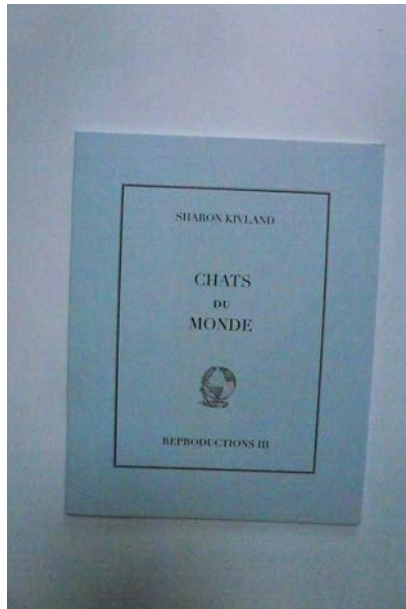 SHARON KIVLAND
CHATS
DU
MONDE
REPRODUCTIONS III